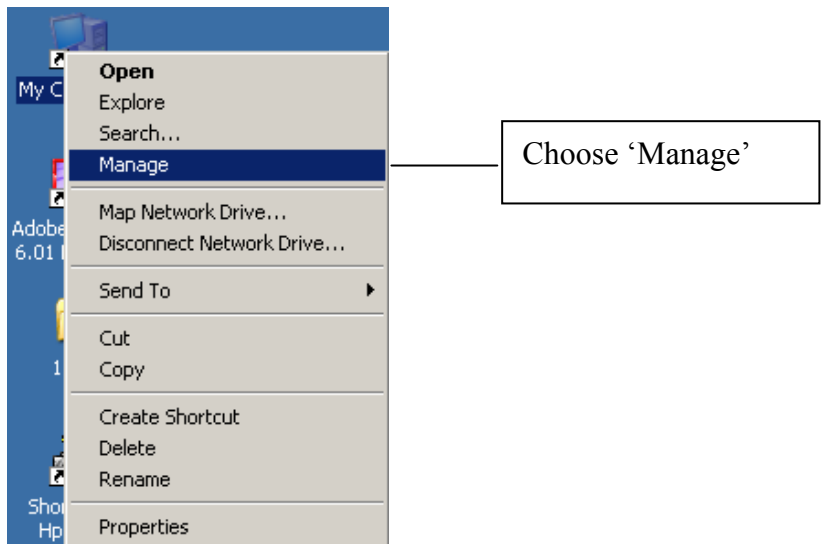 My C
Open
Explore
Search...
Manage
Choose ‘Manage’
Adobe
6.01
Map Network Drive...
Disconnect Network Drive...
Send To
1
Cut
Copy
Create Shortcut
Delete
Rename
Shor
Hp
Properties